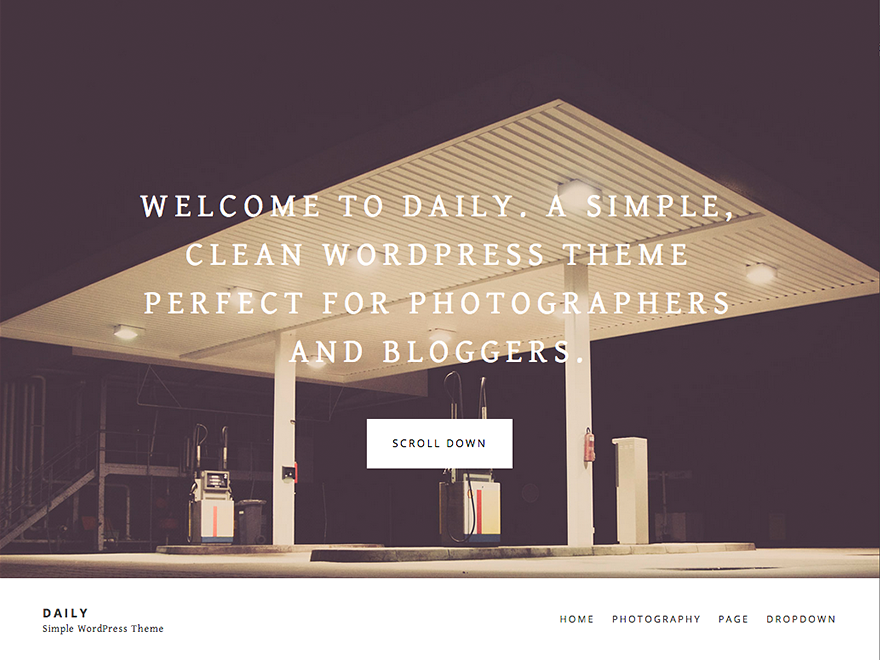 WELCOME TO DAILY. A SIMPLE,
CLEAN WORDPRESS THEME
PERFECT FOR PHOTOGRAPHERS
AND BLOGGERS.
SCROLL DOWN
DAILY
Simple WordPress Theme
HOME PHOTOGRAPHY PAGE DROPDOWN